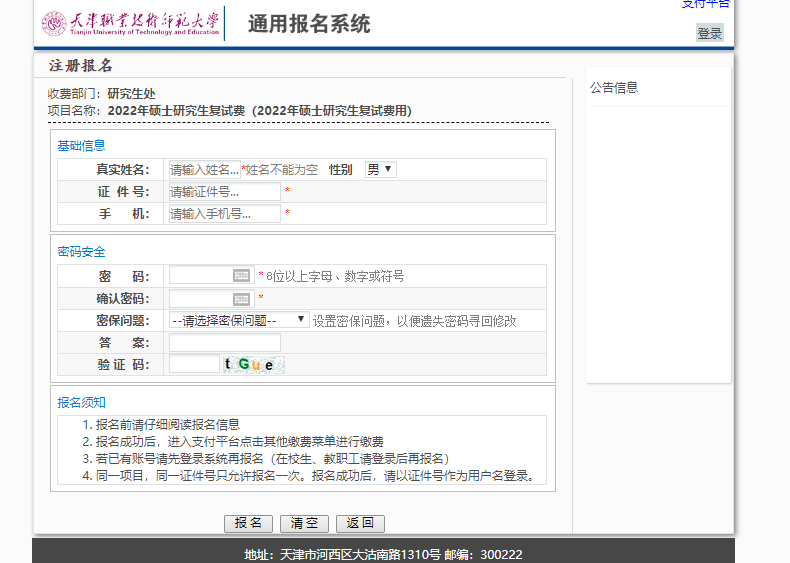 支付平台
天津职业技术师范大学
Tianjin University of Technology and Education
通用报名系统
登录
注册报名
公告信息
收费部门：研究生处
项目名称：2022年硕士研究生复试费（2022年硕士研究生复试费用）
基础信息
真实姓名： 请输入姓名...*姓名不能为空 性别 男
证 件 号： 请输证件号... *
手 机： 请输入手机号... *
密码安全
密 码： *8位以上字母、数字或符号
确认密码： *
密保问题： --请选择密保问题-- 设置密保问题，以便遗失密码寻回修改
答 案：
验 证 码： tGue
报名须知
1. 报名前请仔细阅读报名信息
2. 报名成功后，进入支付平台点击其他缴费菜单进行缴费
3. 若已有账号请先登录系统再报名（在校生、教职工请登录后再报名）
4. 同一项目，同一证件号只允许报名一次。报名成功后，请以证件号作为用户名登录。
报 名 清 空 返 回
地址：天津市河西区大沽南路1310号 邮编：300222